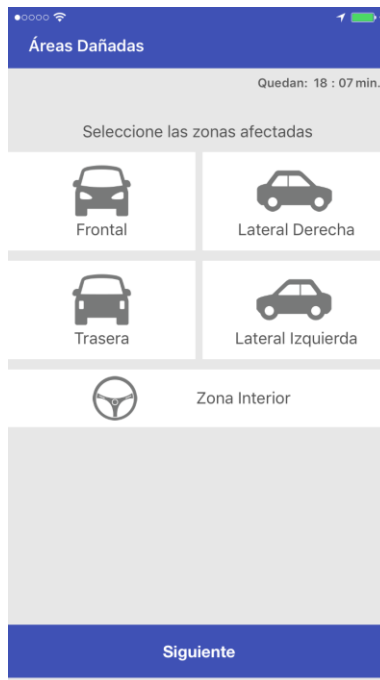 Áreas Dañadas
Quedan: 18 : 07 min.
Seleccione las zonas afectadas
Frontal
Lateral Derecha
Trasera
Lateral Izquierda
Zona Interior
Siguiente